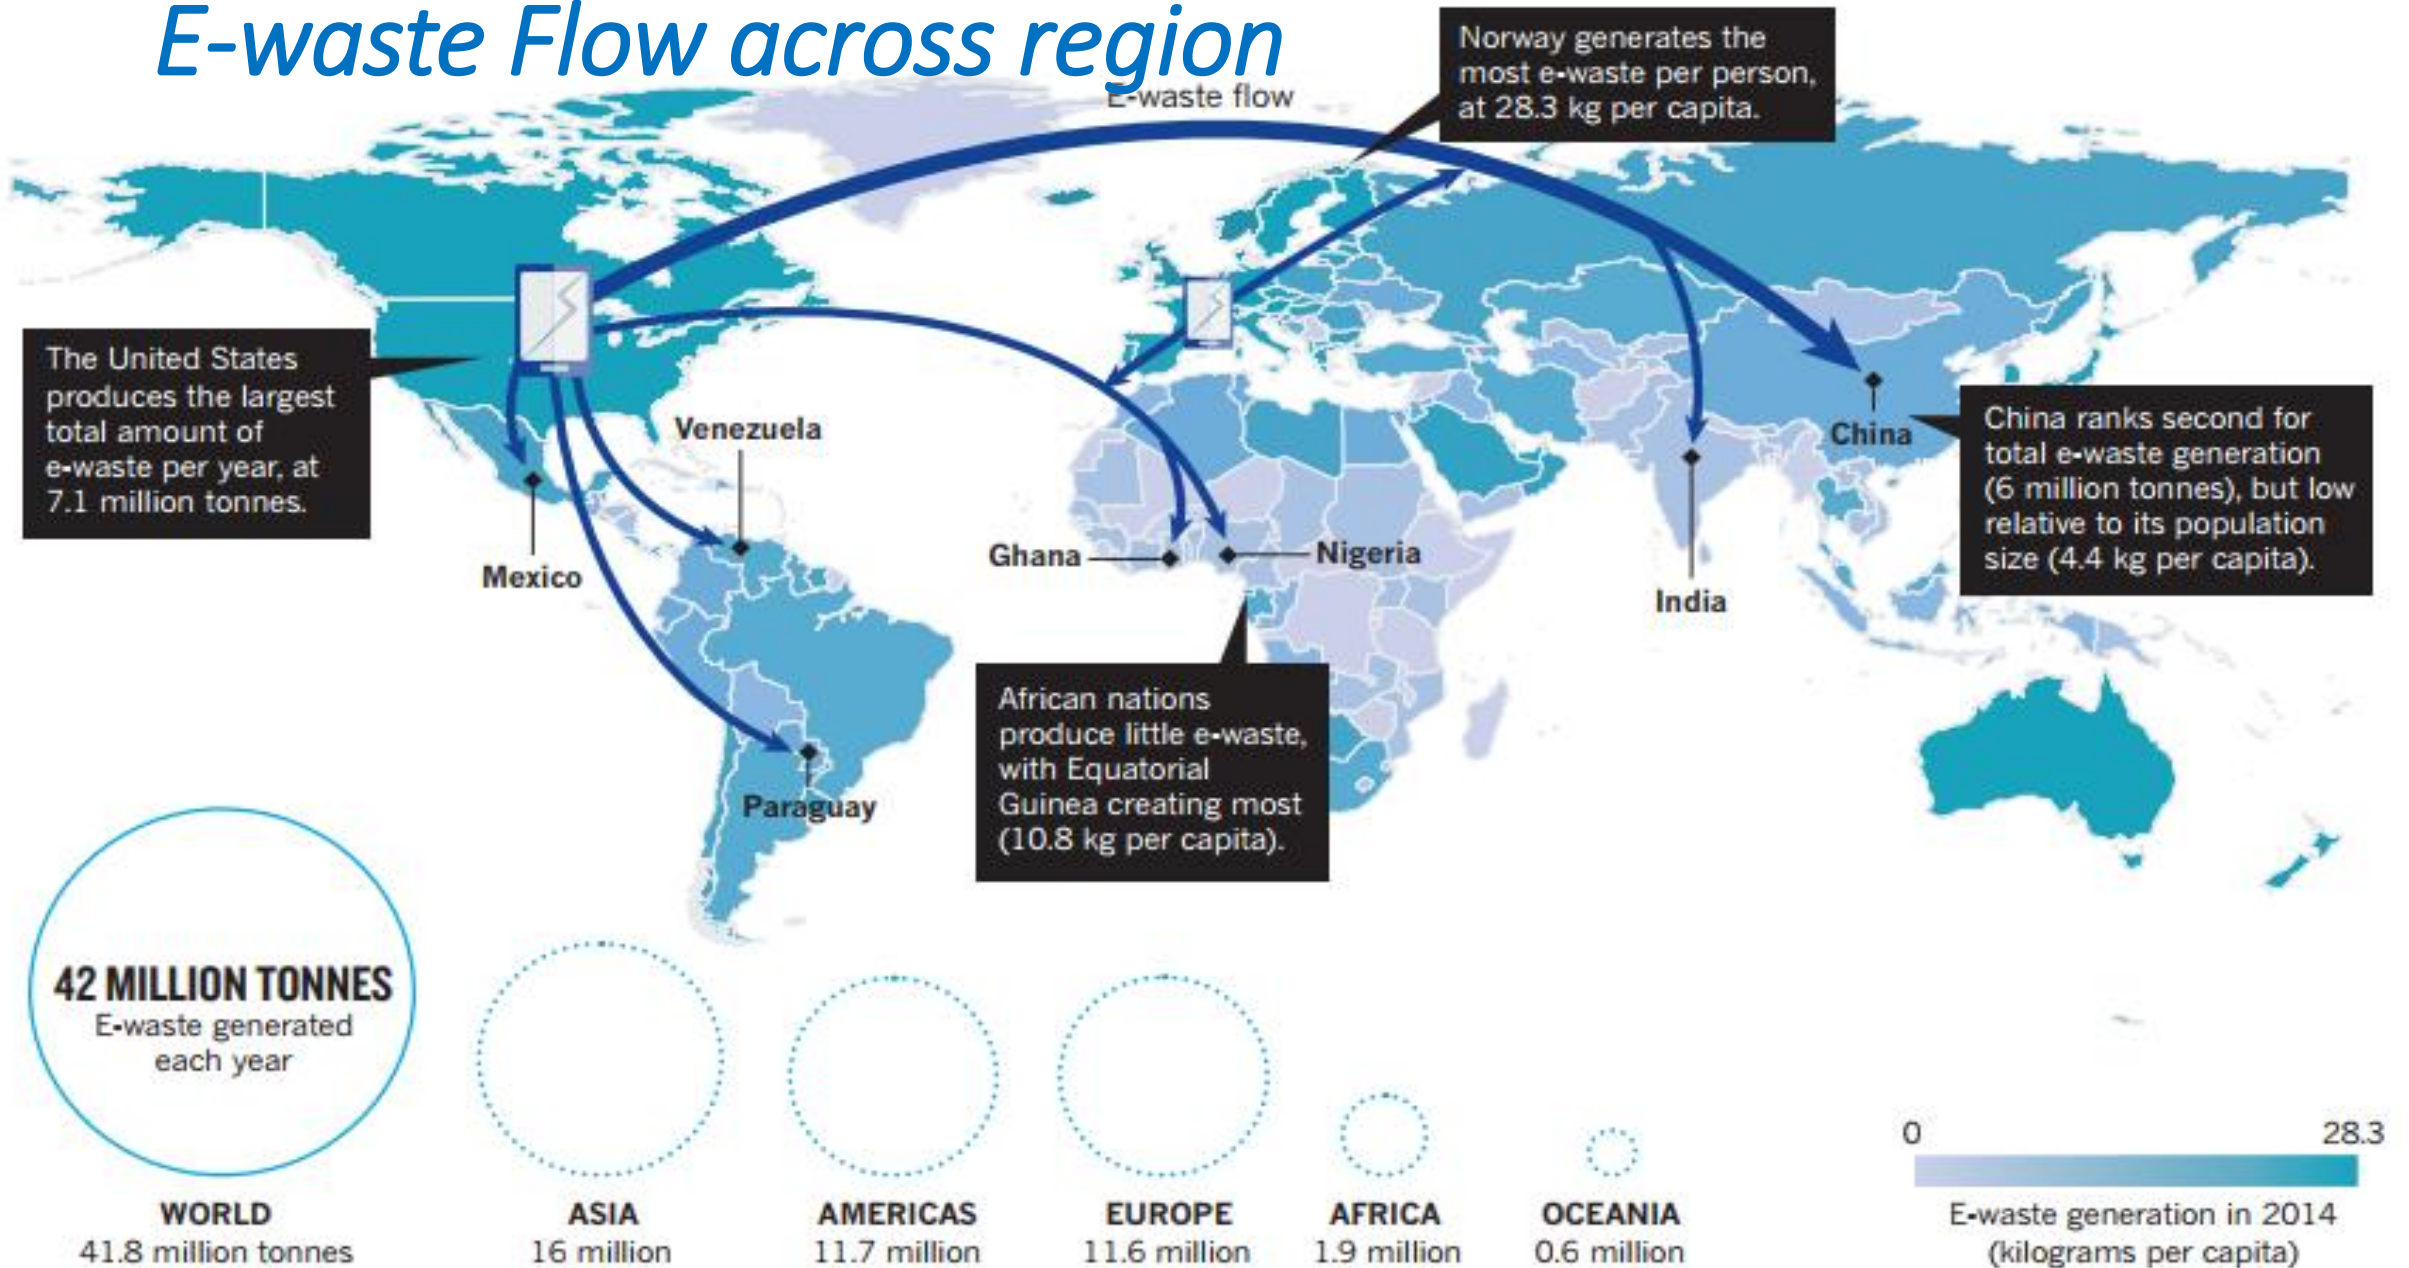 E-waste Flow across region
E-waste flow
Norway generates the
most e-waste per person,
at 28.3 kg per capita.
The United States
produces the largest
total amount of
e-waste per year, at
7.1 million tonnes.
Venezuela
Mexico
Paraguay
Ghana
Nigeria
India
China
China ranks second for
total e-waste generation
(6 million tonnes), but low
relative to its population
size (4.4 kg per capita).
African nations
produce little e-waste,
with Equatorial
Guinea creating most
(10.8 kg per capita).
42 MILLION TONNES
E-waste generated
each year
WORLD
41.8 million tonnes
ASIA
16 million
AMERICAS
11.7 million
EUROPE
11.6 million
AFRICA
1.9 million
OCEANIA
0.6 million
0
28.3
E-waste generation in 2014
(kilograms per capita)